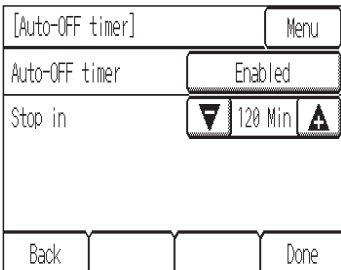 [Auto-OFF timer] Menu
Auto-OFF timer Enabled
Stop in 120 Min
Back Done